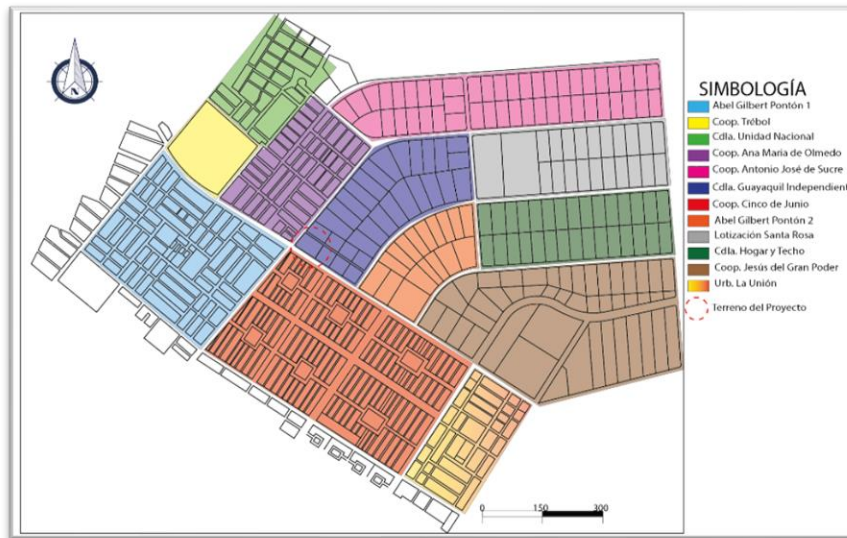 SIMBOLOGÍA
Abel Gilbert Pontón 1
Coop. Trébol
Cdla. Unidad Nacional
Coop. Ana María de Olmedo
Coop. Antonio José de Sucre
Cdla. Guayaquil Independient
Coop. Cinco de Junio
Abel Gilbert Pontón 2
Lotización Santa Rosa
Cdla. Hogar y Techo
Coop. Jesús del Gran Poder
Urb. La Unión
Terreno del Proyecto
0 150 300